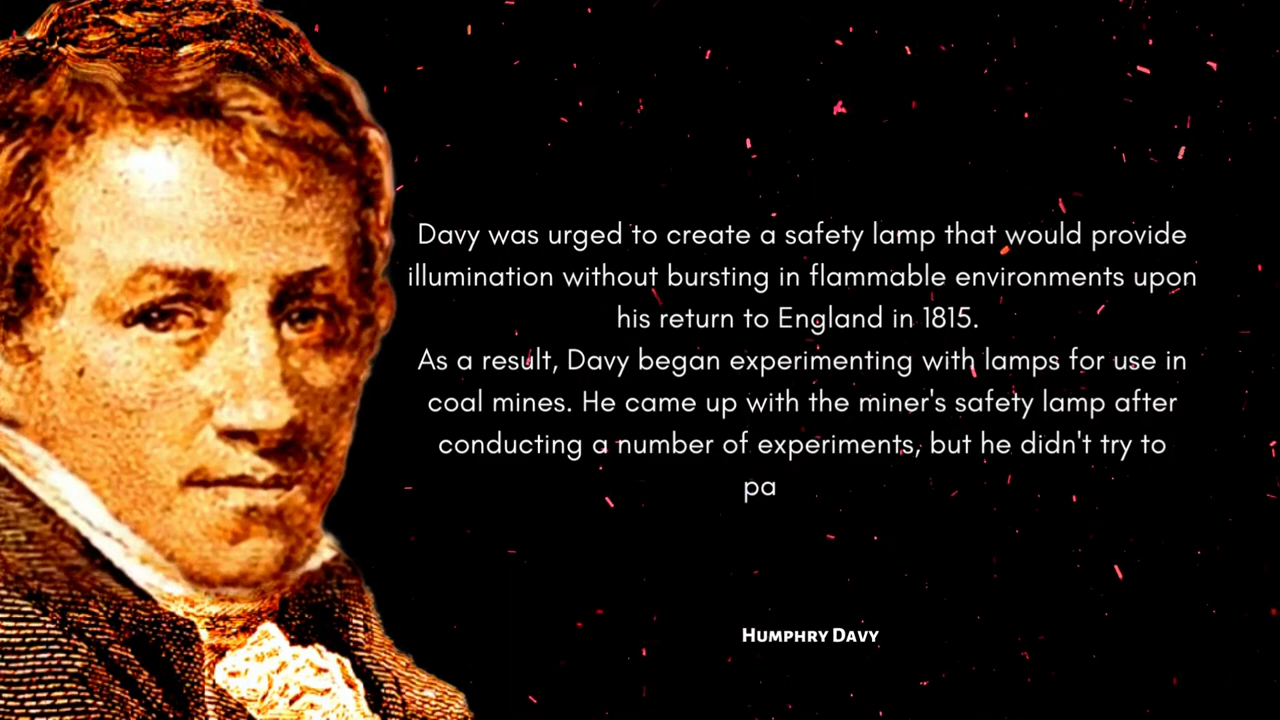 Davy was urged to create a safety lamp that would provide
illumination without bursting in flammable environments upon
his return to England in 1815.
As a result, Davy began experimenting with lamps for use in
coal mines. He came up with the miner's safety lamp after
conducting a number of experiments, but he didn't try to
pa
Humphry Davy